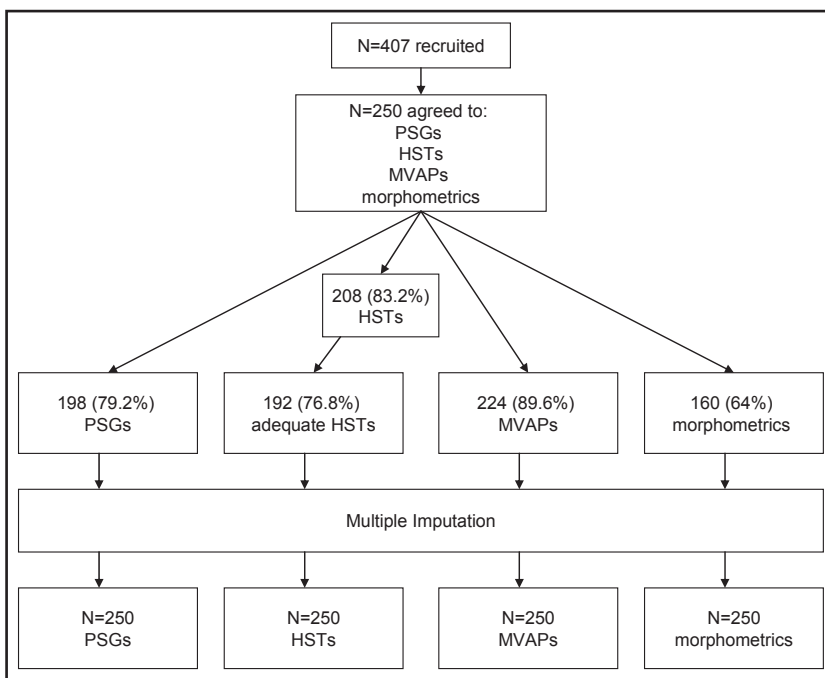 N=407 recruited
N=250 agreed to:
PSGs
HSTs
MVAPs
morphometrics
208 (83.2%)
HSTs
198 (79.2%)
PSGs
192 (76.8%)
adequate HSTs
224 (89.6%)
MVAPs
160 (64%)
morphometrics
Multiple Imputation
N=250
PSGs
N=250
HSTs
N=250
MVAPs
N=250
morphometrics